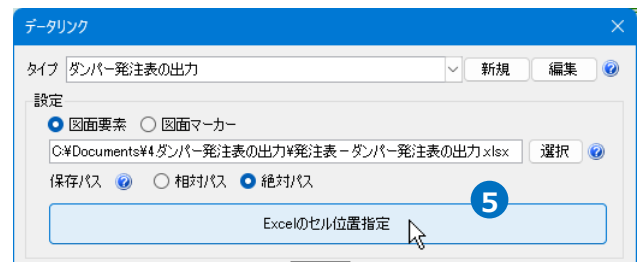 データリンク
タイプ ダンパー発注表の出力 新規 編集
設定
図面要素 図面マーカー
C:¥Documents¥4.ダンパー発注表の出力¥発注表－ダンパー発注表の出力.xlsx 選択
保存パス 相対パス 絶対パス
5
Excelのセル位置指定